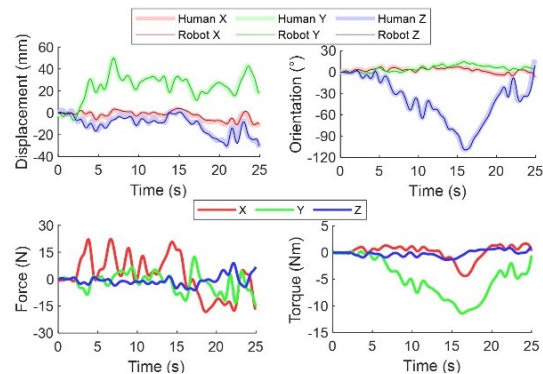 Human X Human Y Human Z
Robot X Robot Y Robot Z
Displacement (mm)
60
40
20
0
-20
-40
0 5 10 15 20 25
Time (s)
Orientation (°)
30
0
-30
-60
-90
-120
0 5 10 15 20 25
Time (s)
X Y Z
Force (N)
30
15
0
-15
-30
0 5 10 15 20 25
Time (s)
Torque (Nm)
5
0
-5
-10
-15
0 5 10 15 20 25
Time (s)